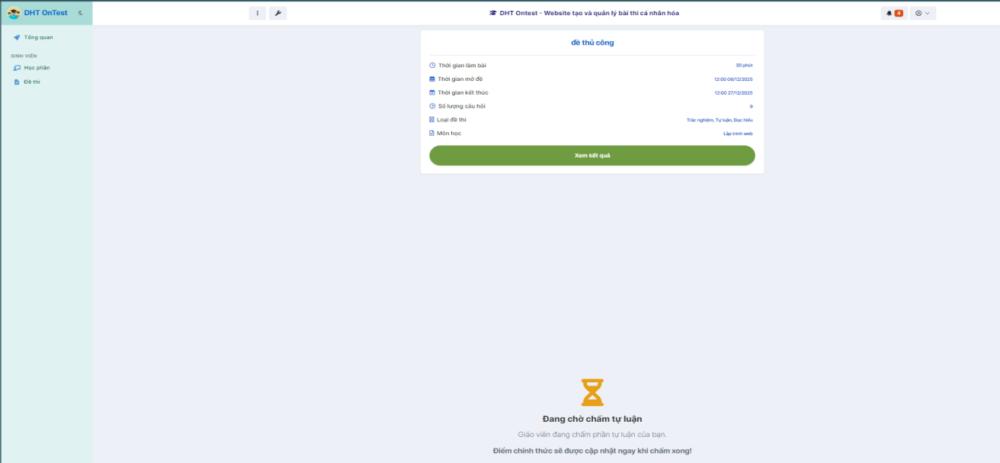 DHT OnTest
DHT Ontest - Website tạo và quản lý bài thi cá nhân hóa
4
Tổng quan
SINH VIÊN
Học phần
Đề thi
đề thủ công
Thời gian làm bài 30 phút
Thời gian mở đề 12:00 06/12/2025
Thời gian kết thúc 12:00 27/12/2025
Số lượng câu hỏi 9
Loại đề thi Trắc nghiệm, Tự luận, Đọc hiểu
Môn học Lập trình web
Xem kết quả
Đang chờ chấm tự luận
Giáo viên đang chấm phần tự luận của bạn.
Điểm chính thức sẽ được cập nhật ngay khi chấm xong!